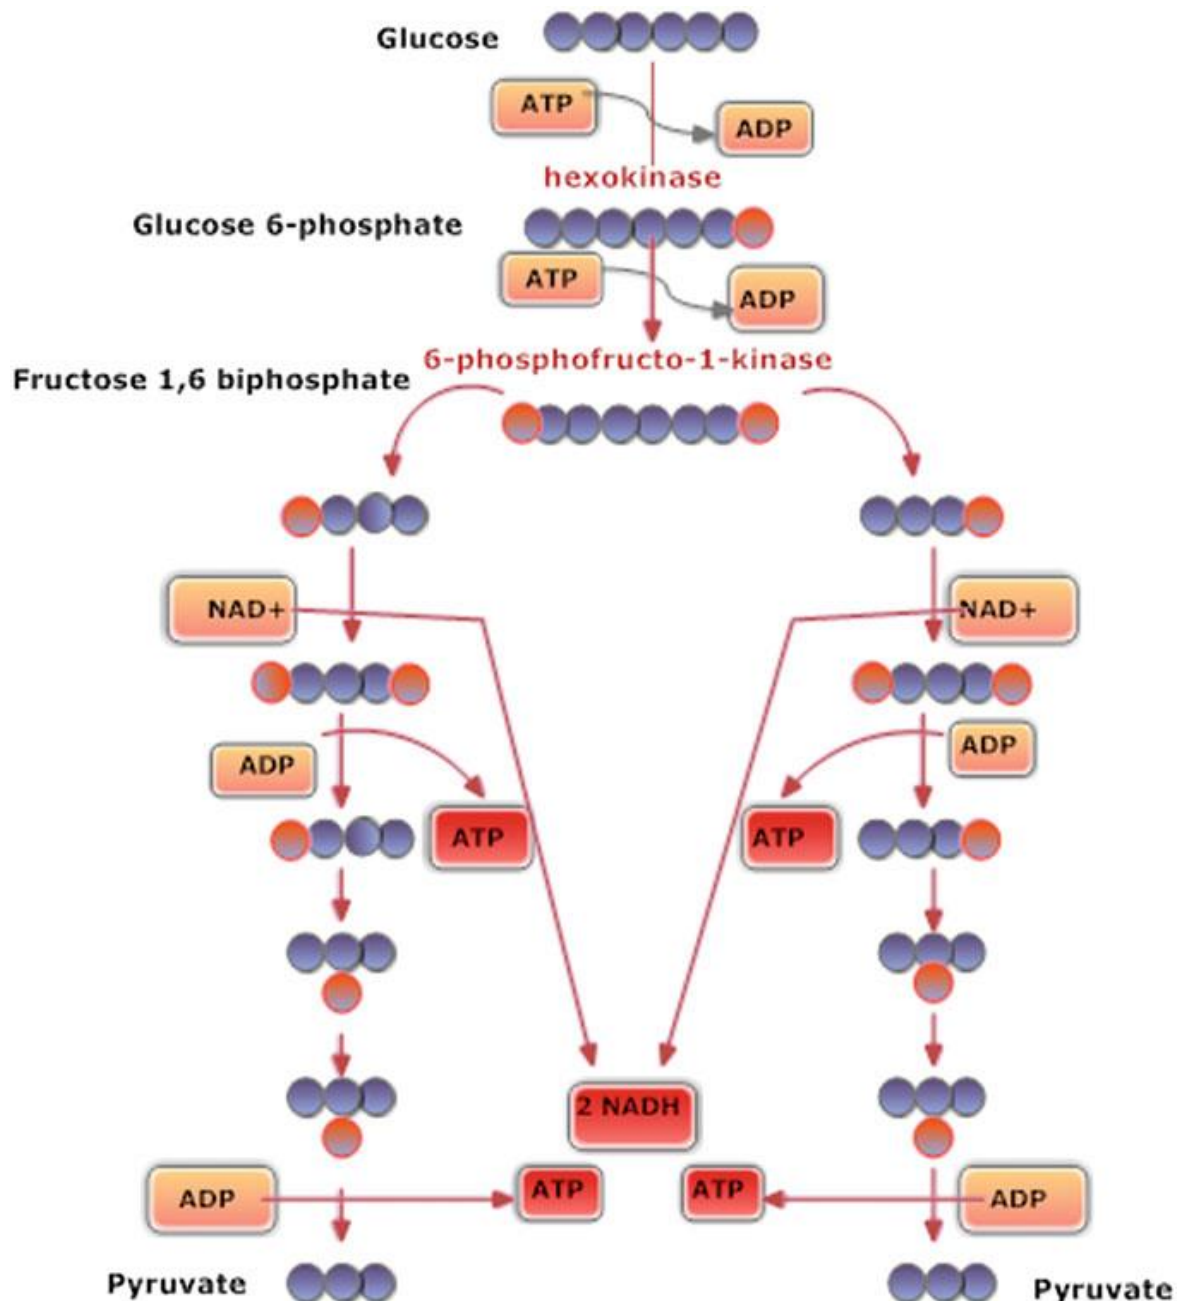 Glucose
ATP
ADP
hexokinase
Glucose 6-phosphate
ATP
ADP
6-phosphofructo-1-kinase
Fructose 1,6 biphosphate
NAD+
NAD+
ADP
ADP
ATP
ATP
2 NADH
ADP
ATP
ATP
ADP
Pyruvate
Pyruvate